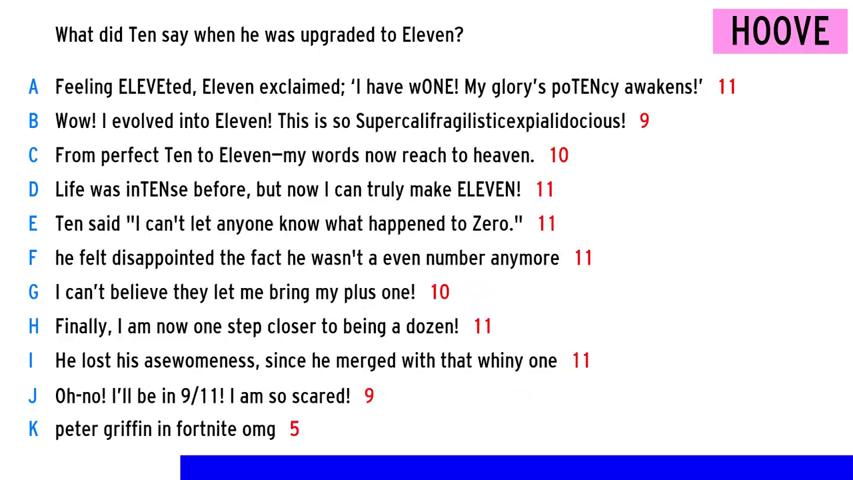 What did Ten say when he was upgraded to Eleven?
HOOVE
A Feeling ELEVEted, Eleven exclaimed; ‘I have wONE! My glory’s poTENcy awakens!’ 11
B Wow! I evolved into Eleven! This is so Supercalifragilisticexpialidocious! 9
C From perfect Ten to Eleven—my words now reach to heaven. 10
D Life was inTENse before, but now I can truly make ELEVEN! 11
E Ten said "I can't let anyone know what happened to Zero." 11
F he felt disappointed the fact he wasn't a even number anymore 11
G I can’t believe they let me bring my plus one! 10
H Finally, I am now one step closer to being a dozen! 11
I He lost his asewomeness, since he merged with that whiny one 11
J Oh-no! I’ll be in 9/11! I am so scared! 9
K peter griffin in fortnite omg 5